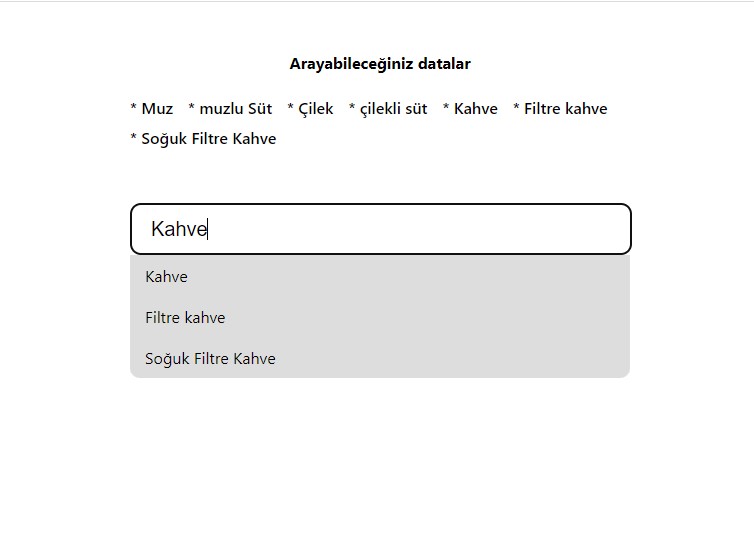 Arayabileceğiniz datalar
* Muz * muzlu Süt * Çilek * çilekli süt * Kahve * Filtre kahve
* Soğuk Filtre Kahve
Kahve
Kahve
Filtre kahve
Soğuk Filtre Kahve